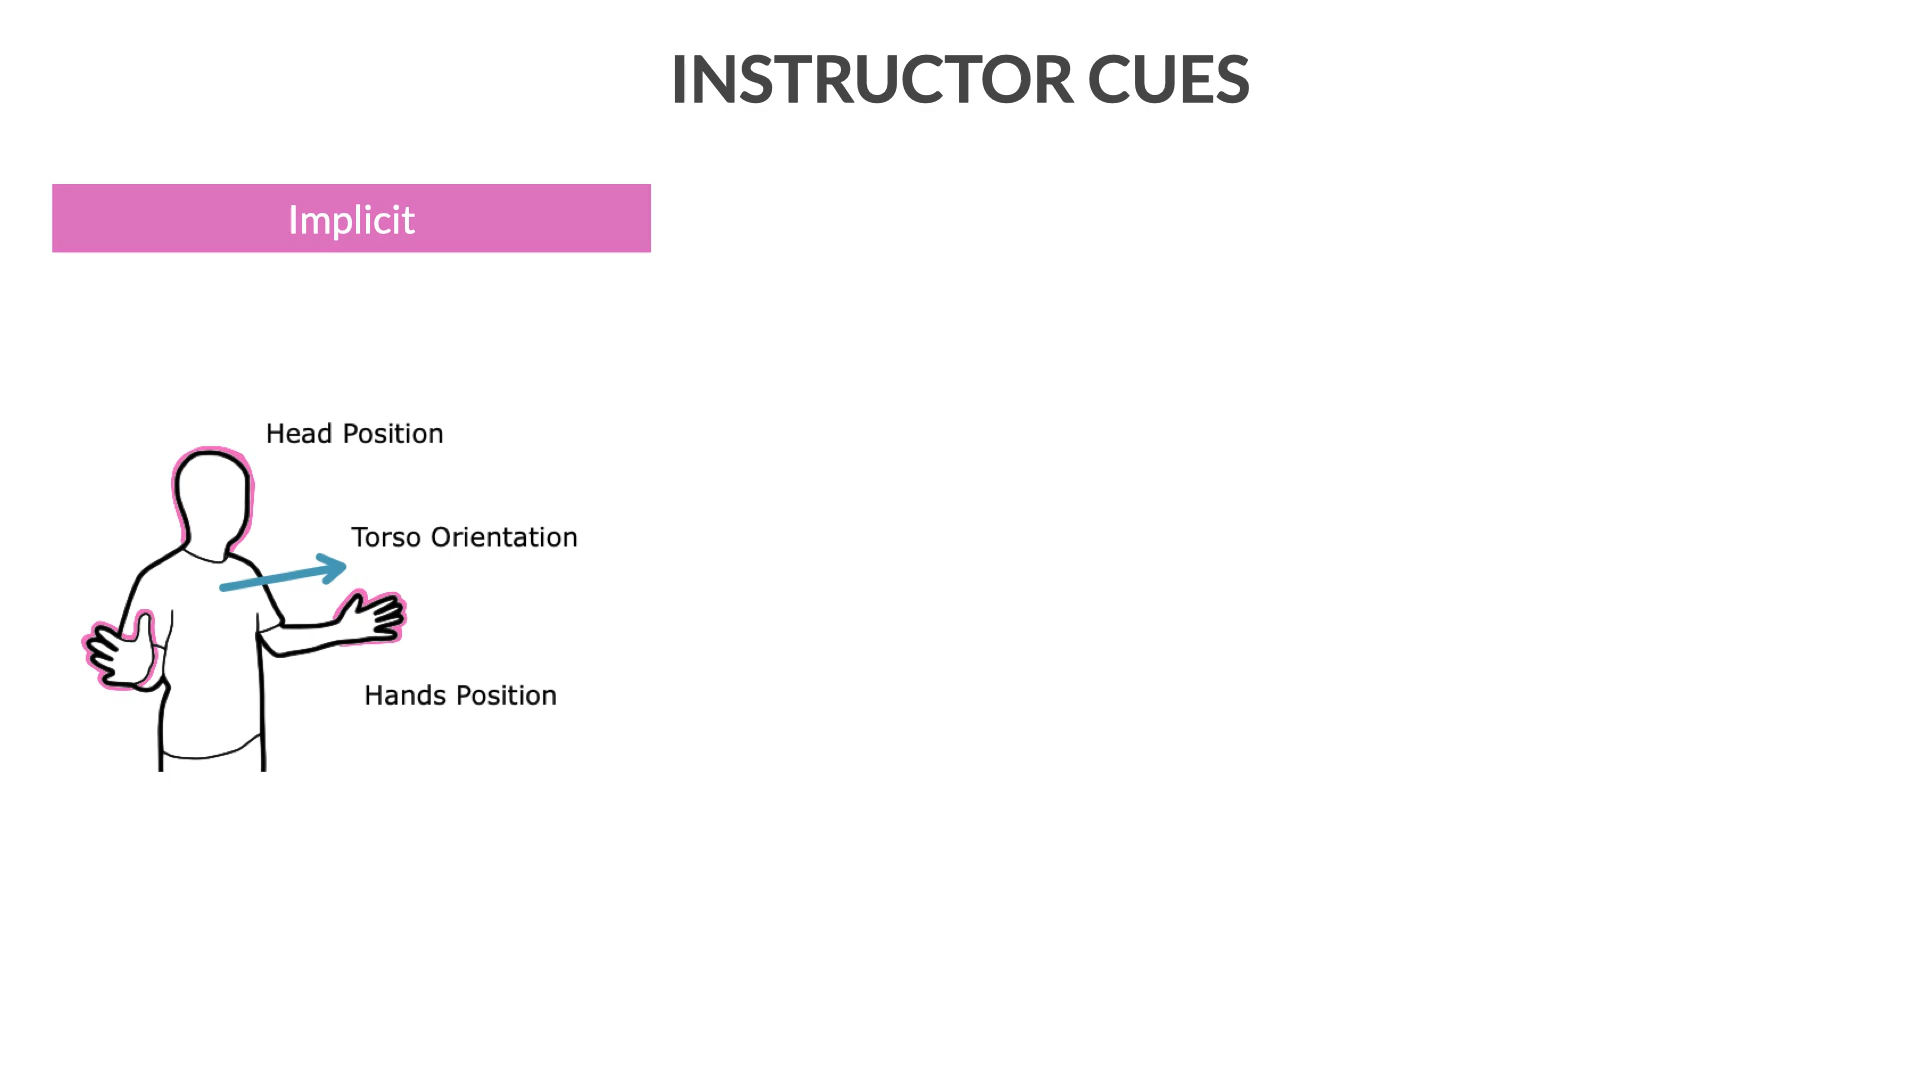 INSTRUCTOR CUES
Implicit
Head Position
Torso Orientation
Hands Position